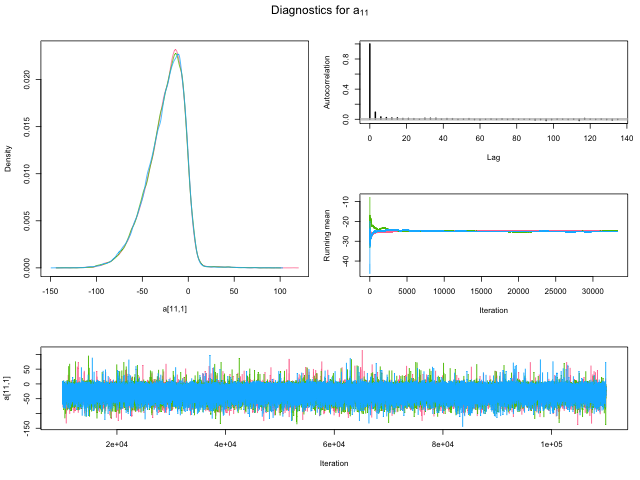 Diagnostics for a₁₁
Density
0.000 0.005 0.010 0.015 0.020
-150 -100 -50 0 50 100
a[11,1]
Autocorrelation
0.0 0.4 0.8
0 20 40 60 80 100 120 140
Lag
Running mean
-40 -30 -20 -10
0 5000 10000 15000 20000 25000 30000
Iteration
a[11,1]
-150 -50 0 50
2e+04 4e+04 6e+04 8e+04 1e+05
Iteration